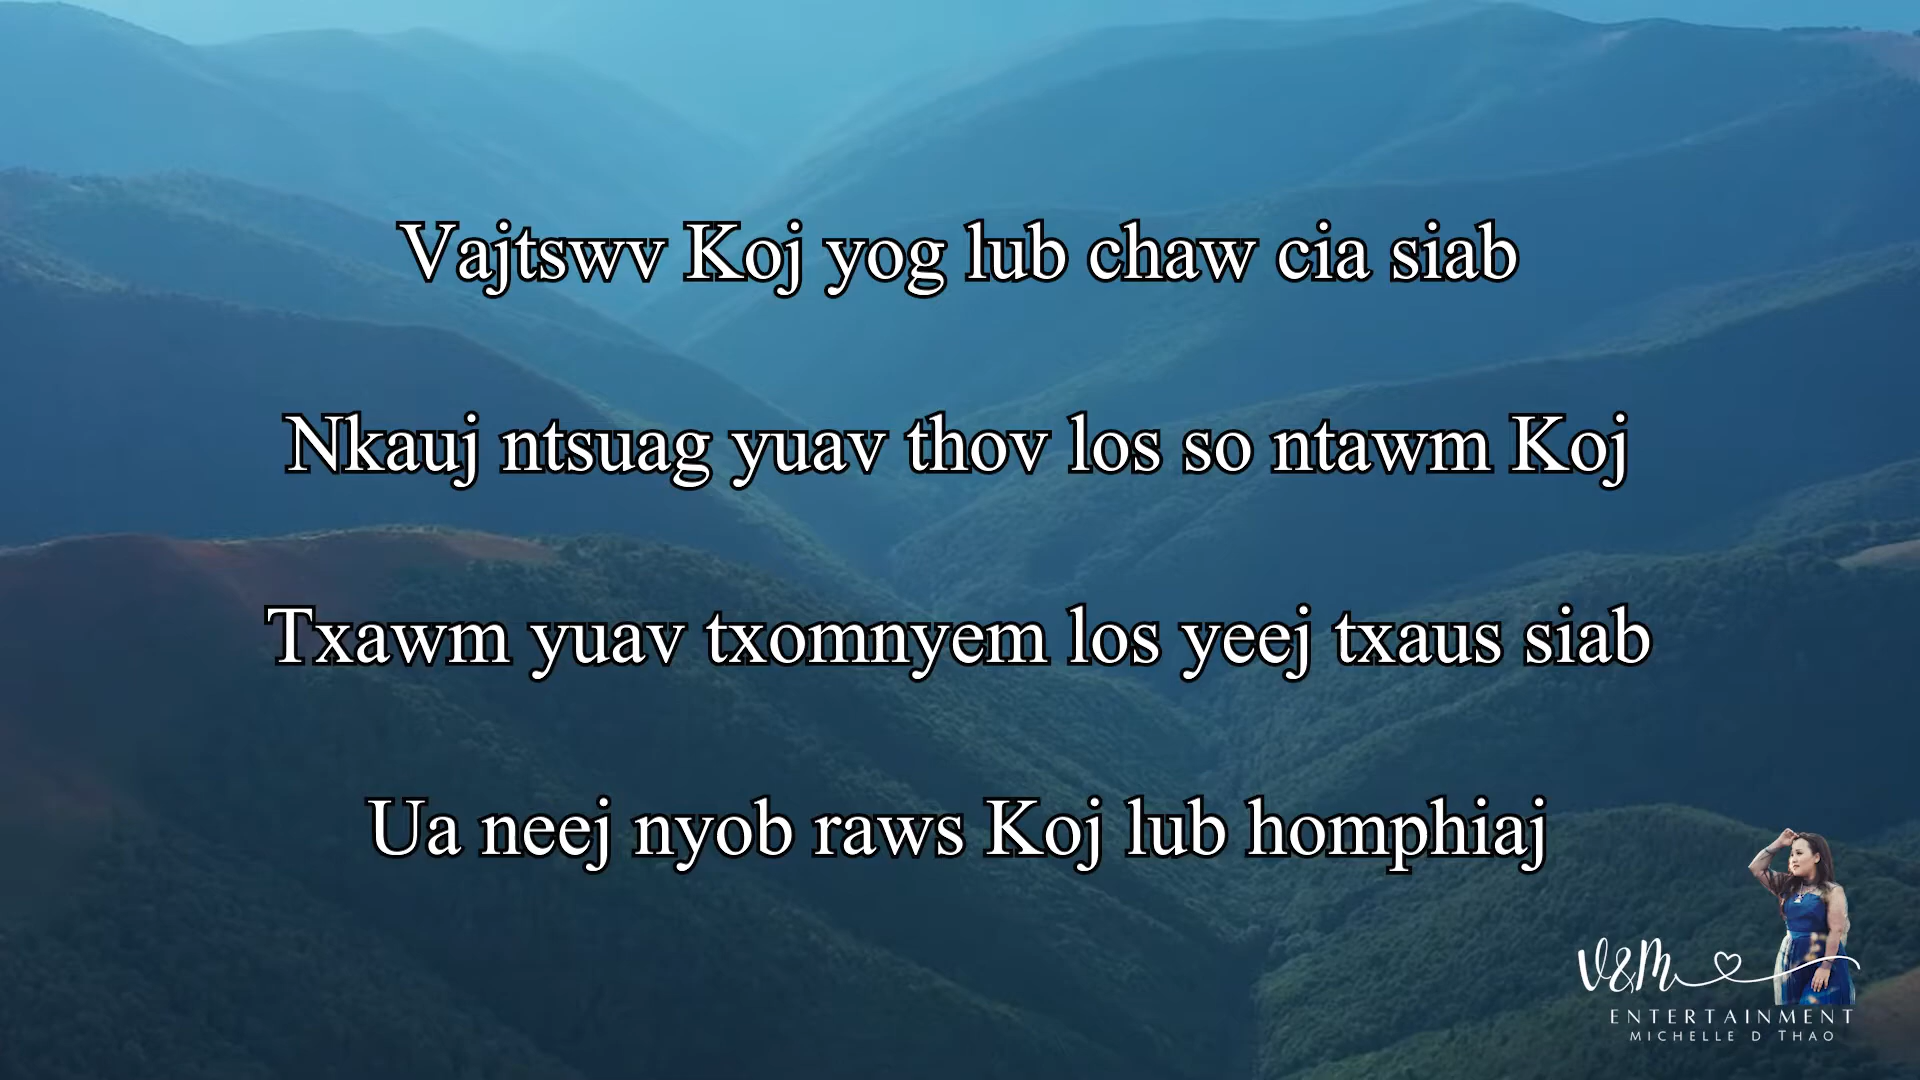 Vajtswv Koj yog lub chaw cia siab
Nkauj ntsuag yuav thov los so ntawm Koj
Txawm yuav txomnyem los yeej txaus siab
Ua neej nyob raws Koj lub homphiaj
V&M
ENTERTAINMENT
MICHELLE D THAO